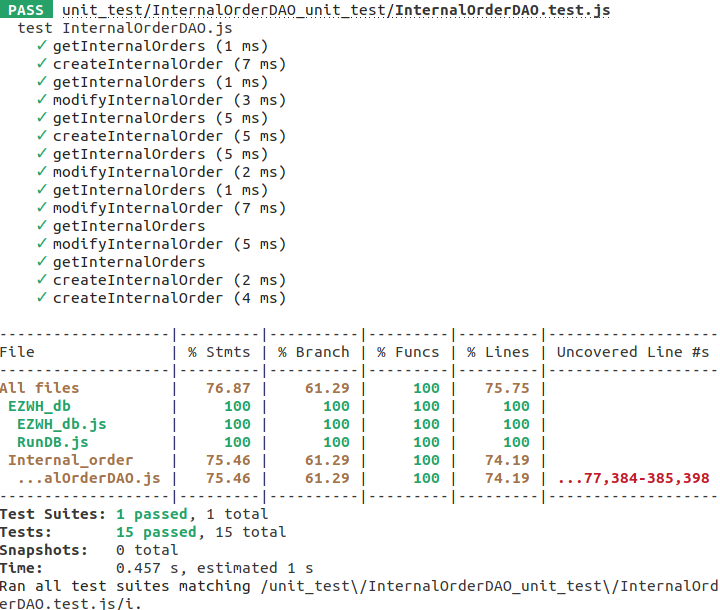 PASS unit_test/InternalOrderDAO_unit_test/InternalOrderDAO.test.js
  test InternalOrderDAO.js
    ✓ getInternalOrders (1 ms)
    ✓ createInternalOrder (7 ms)
    ✓ getInternalOrders (1 ms)
    ✓ modifyInternalOrder (3 ms)
    ✓ getInternalOrders (5 ms)
    ✓ createInternalOrder (5 ms)
    ✓ getInternalOrders (5 ms)
    ✓ modifyInternalOrder (2 ms)
    ✓ getInternalOrders (1 ms)
    ✓ modifyInternalOrder (7 ms)
    ✓ getInternalOrders
    ✓ modifyInternalOrder (5 ms)
    ✓ getInternalOrders
    ✓ createInternalOrder (2 ms)
    ✓ createInternalOrder (4 ms)
-------------------|---------|----------|---------|---------|-------------------
File               | % Stmts | % Branch | % Funcs | % Lines | Uncovered Line #s
-------------------|---------|----------|---------|---------|-------------------
All files          |   76.87 |    61.29 |     100 |   75.75 |
 EZWH_db           |     100 |      100 |     100 |     100 |
  EZWH_db.js       |     100 |      100 |     100 |     100 |
  RunDB.js         |     100 |      100 |     100 |     100 |
 Internal_order    |   75.46 |    61.29 |     100 |   74.19 |
  ...alOrderDAO.js |   75.46 |    61.29 |     100 |   74.19 | ...77,384-385,398
-------------------|---------|----------|---------|---------|-------------------
Test Suites: 1 passed, 1 total
Tests:       15 passed, 15 total
Snapshots:   0 total
Time:        0.457 s, estimated 1 s
Ran all test suites matching /unit_test\/InternalOrderDAO_unit_test\/InternalOrd
erDAO.test.js/i.